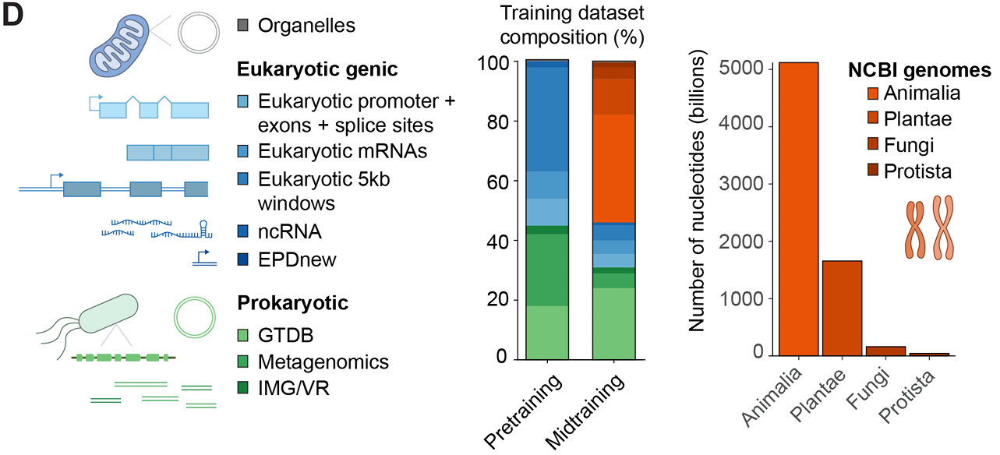 D
Organelles
Eukaryotic genic
Eukaryotic promoter +
exons + splice sites
Eukaryotic mRNAs
Eukaryotic 5kb
windows
ncRNA
EPDnew
Prokaryotic
GTDB
Metagenomics
IMG/VR
Training dataset
composition (%)
100
80
60
40
20
0
Pretraining
Midtraining
Number of nucleotides (billions)
5000
4000
3000
2000
1000
0
Animalia
Plantae
Fungi
Protista
NCBI genomes
Animalia
Plantae
Fungi
Protista